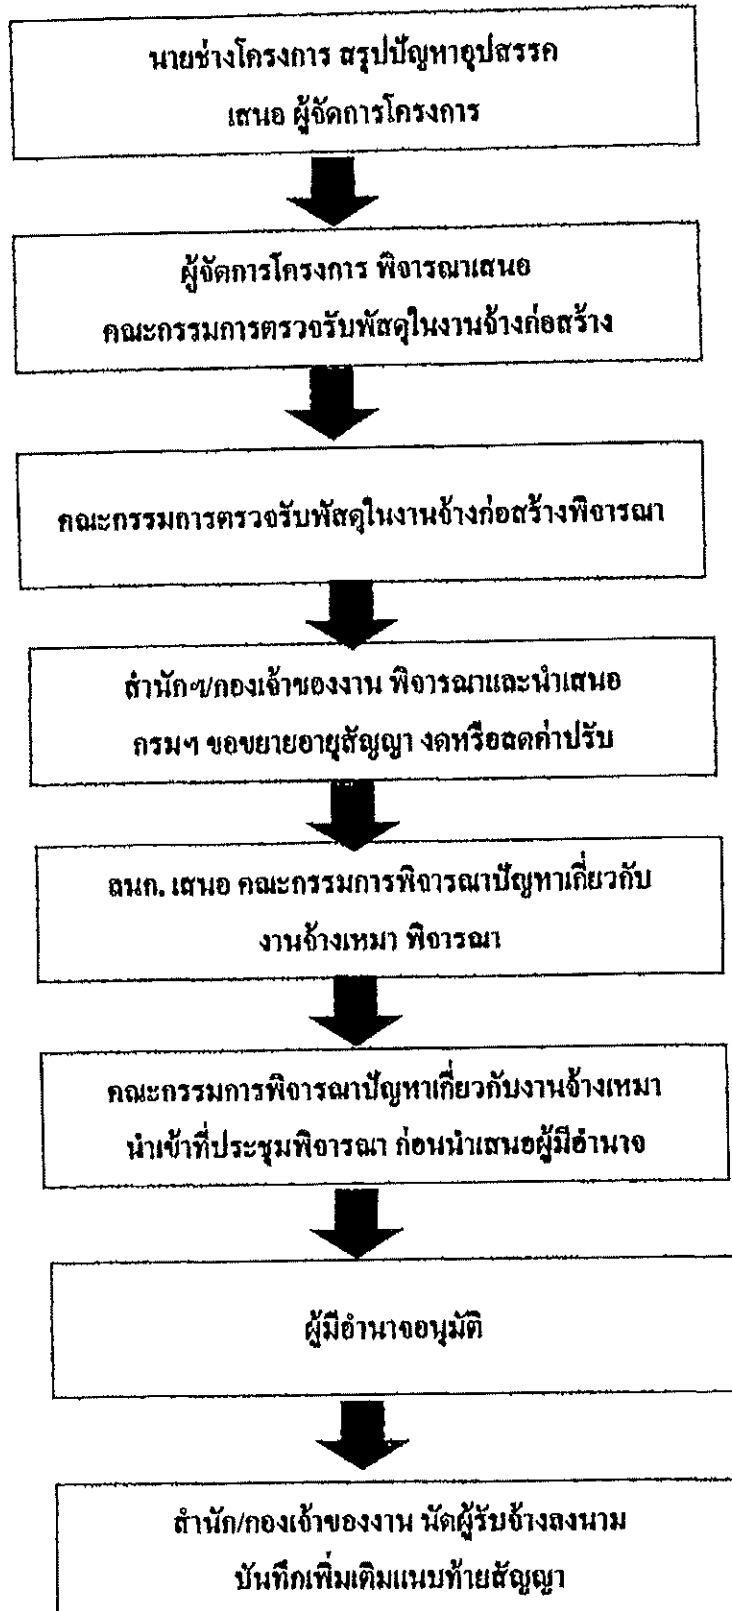 นายช่างโครงการ สรุปปัญหาอุปสรรค
เสนอ ผู้จัดการโครงการ
ผู้จัดการโครงการ พิจารณาเสนอ
คณะกรรมการตรวจรับพัสดุในงานจ้างก่อสร้าง
คณะกรรมการตรวจรับพัสดุในงานจ้างก่อสร้างพิจารณา
สำนักฯ/กองเจ้าของงาน พิจารณาและนำเสนอ
กรมฯ ขอขยายอายุสัญญา งดหรือลดค่าปรับ
ลนก. เสนอ คณะกรรมการพิจารณาปัญหาเกี่ยวกับ
งานจ้างเหมา พิจารณา
คณะกรรมการพิจารณาปัญหาเกี่ยวกับงานจ้างเหมา
นำเข้าที่ประชุมพิจารณา ก่อนนำเสนอผู้มีอำนาจ
ผู้มีอำนาจอนุมัติ
สำนัก/กองเจ้าของงาน นัดผู้รับจ้างลงนาม
บันทึกเพิ่มเติมแนบท้ายสัญญา